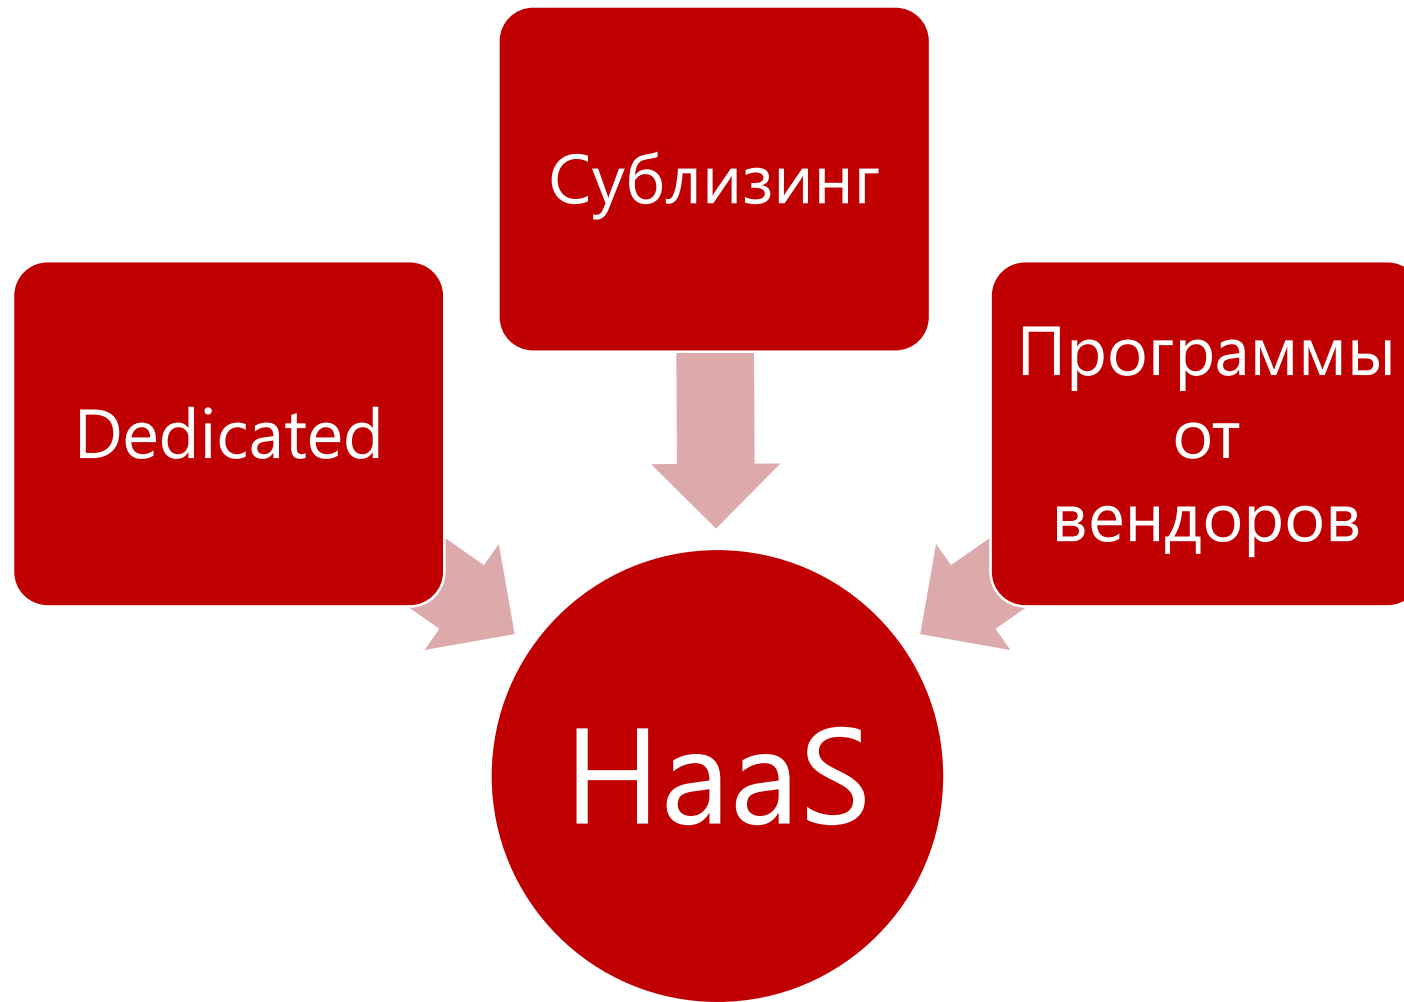 Сублизинг
Dedicated
Программы
от
вендоров
HaaS